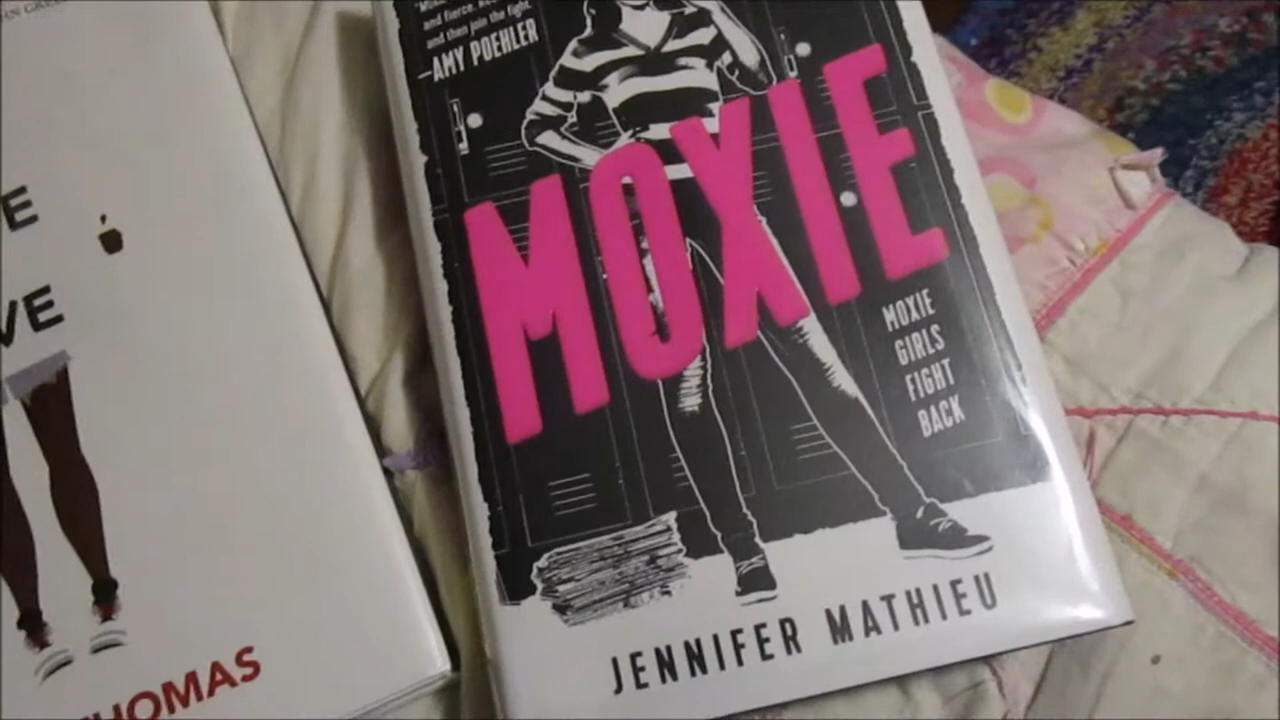 E
VE
THOMAS
and fierce.
and then join the fight.
—AMY POEHLER
MOXIE
MOXIE
GIRLS
FIGHT
BACK
JENNIFER MATHIEU